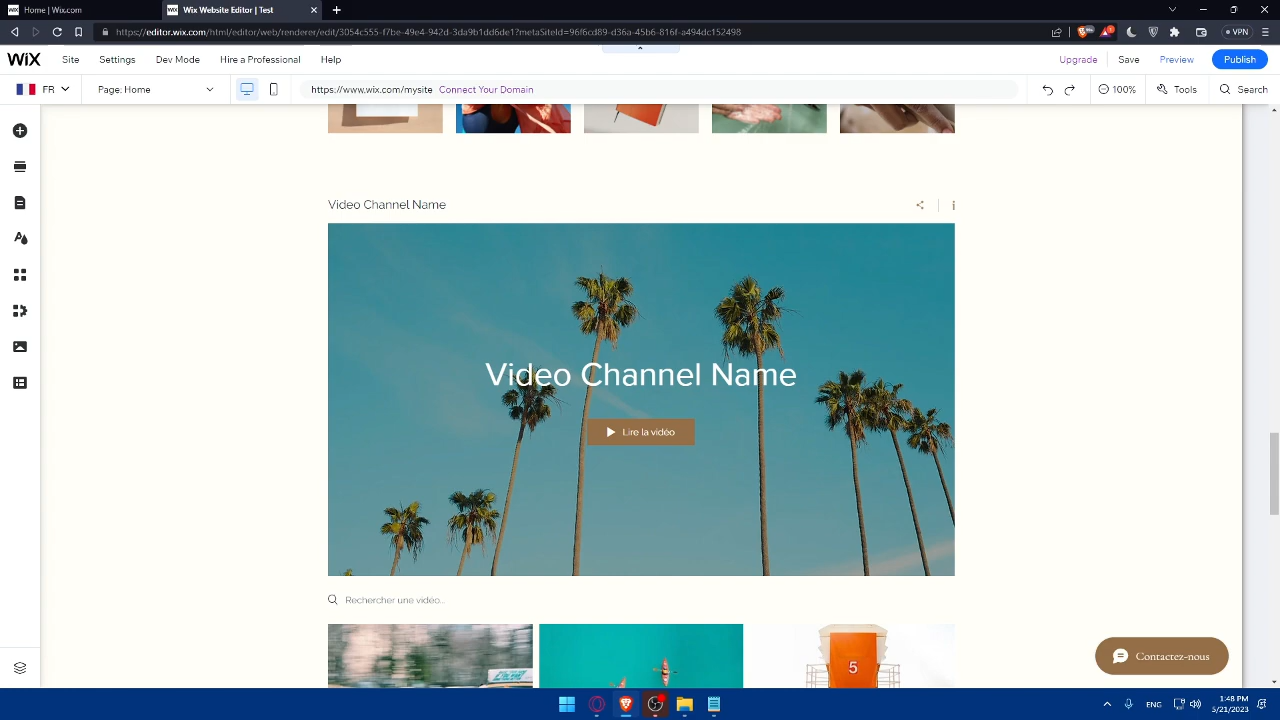 Home | Wix.com
Wix Website Editor | Test
https://editor.wix.com/html/editor/web/renderer/edit/3054c555-f7be-49e4-942d-3da9b1dd6de1?metaSiteId=96f6cd89-d36a-45b6-816f-a494dc152498
VPN
WiX
Site
Settings
Dev Mode
Hire a Professional
Help
Upgrade
Save
Preview
Publish
FR
Page: Home
https://www.wix.com/mysite Connect Your Domain
100%
Tools
Search
Video Channel Name
Video Channel Name
Lire la vidéo
Rechercher une vidéo...
5
Contactez-nous
ENG
1:48 PM
5/21/2023